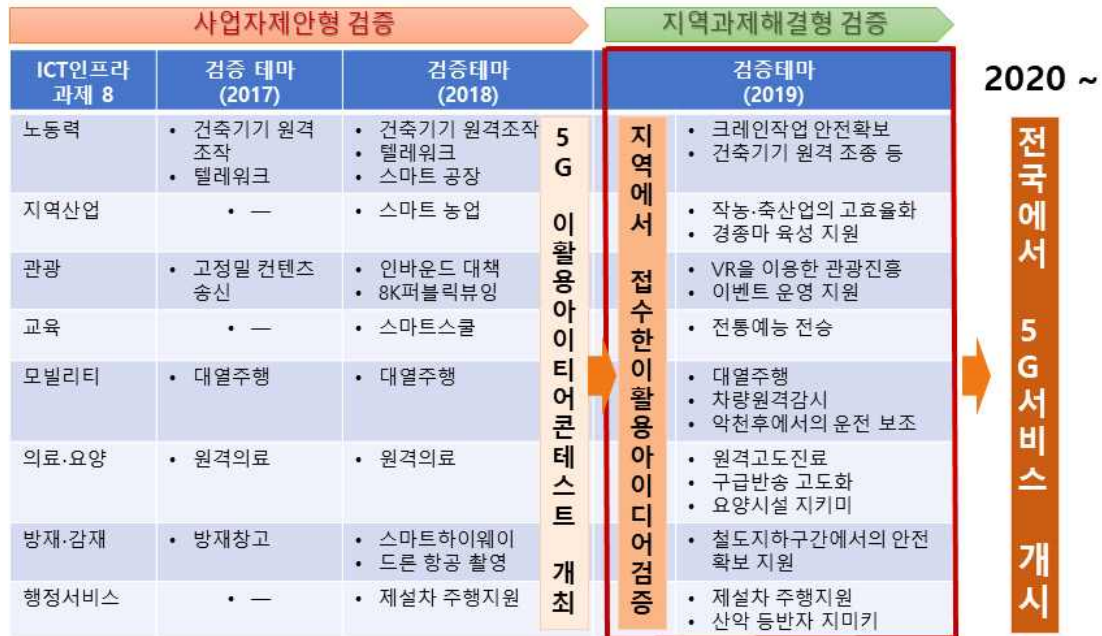 사업자제안형 검증
지역과제해결형 검증
ICT인프라
과제 8
검증 테마
(2017)
검증테마
(2018)
검증테마
(2019)
2020 ~
노동력
• 건축기기 원격
조작
• 텔레워크
• 건축기기 원격조작
• 텔레워크
• 스마트 공장
• 크레인작업 안전확보
• 건축기기 원격 조종 등
지역산업
• —
• 스마트 농업
• 작농·축산업의 고효율화
• 경종마 육성 지원
관광
• 고정밀 컨텐츠
송신
• 인바운드 대책
• 8K퍼블릭뷰잉
• VR을 이용한 관광진흥
• 이벤트 운영 지원
교육
• —
• 스마트스쿨
• 전통예능 전승
모빌리티
• 대열주행
• 대열주행
• 대열주행
• 차량원격감시
• 악천후에서의 운전 보조
의료·요양
• 원격의료
• 원격의료
• 원격고도진료
• 구급반송 고도화
• 요양시설 지키미
방재·감재
• 방재창고
• 스마트하이웨이
• 드론 항공 촬영
• 철도지하구간에서의 안전
확보 지원
행정서비스
• —
• 제설차 주행지원
• 제설차 주행지원
• 산악 등반자 지미키
5G 이활용아이티어콘테스트 개최
지역에서 접수한이활용아이디어검증
전국에서 5G서비스 개시